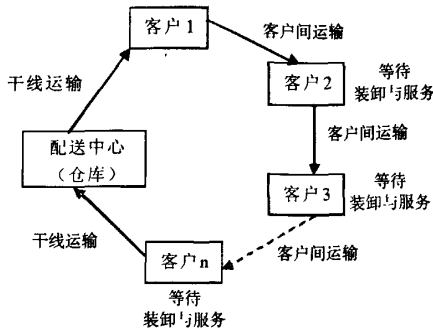 客户1
客户间运输
干线运输
客户2
等待
装卸与服务
客户间运输
配送中心
（仓库）
客户3
等待
装卸与服务
干线运输
客户间运输
客户n
等待
装卸与服务